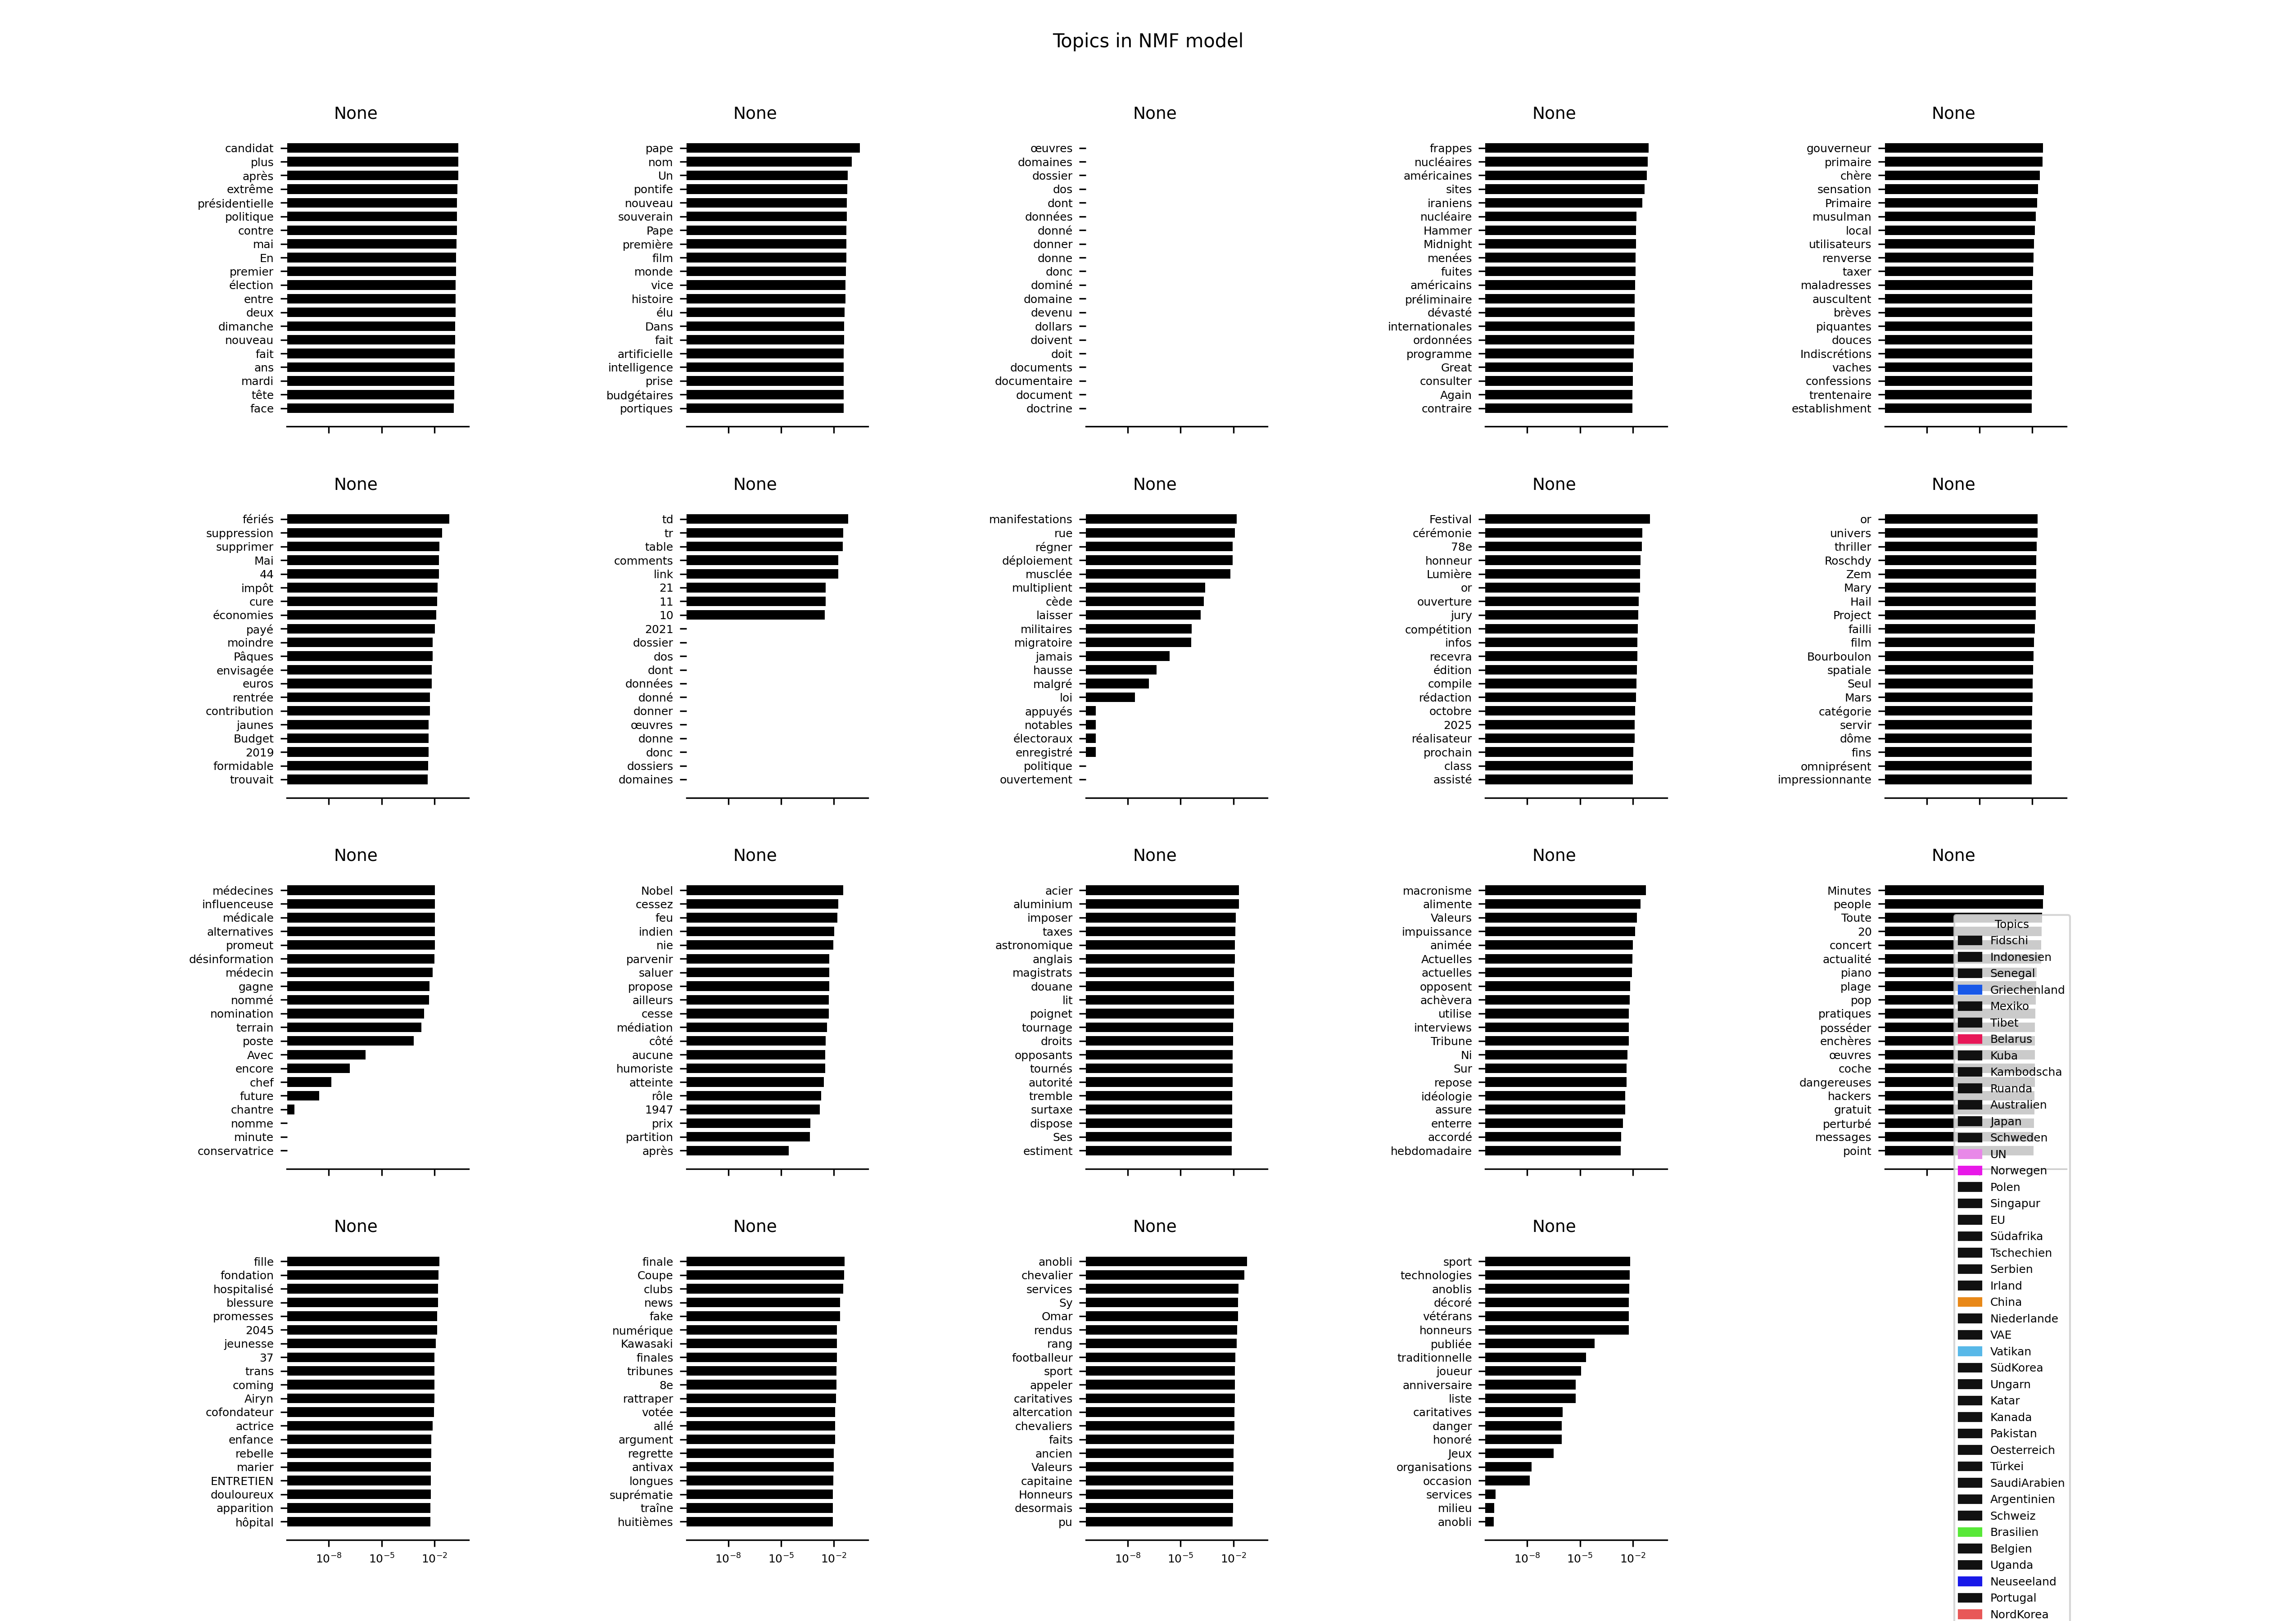 Topics in NMF model
None
candidat
plus
après
extrême
présidentielle
politique
contre
mai
En
premier
élection
entre
deux
dimanche
nouveau
fait
ans
mardi
tête
face
None
pape
nom
Un
pontife
nouveau
souverain
Pape
première
film
monde
vice
histoire
élu
Dans
fait
artificielle
intelligence
prise
budgétaires
portiques
None
œuvres
domaines
dossier
dos
dont
données
donné
donner
donne
donc
dominé
domaine
devenu
dollars
doivent
doit
documents
documentaire
document
doctrine
None
frappes
nucléaires
américaines
sites
iraniens
nucléaire
Hammer
Midnight
menées
fuites
américains
préliminaire
dévasté
internationales
ordonnées
programme
Great
consulter
Again
contraire
None
gouverneur
primaire
chère
sensation
Primaire
musulman
local
utilisateurs
renverse
taxer
maladresses
auscultent
brèves
piquantes
douces
Indiscrétions
vaches
confessions
trentenaire
establishment
None
fériés
suppression
supprimer
Mai
44
impôt
cure
économies
payé
moindre
Pâques
envisagée
euros
rentrée
contribution
jaunes
Budget
2019
formidable
trouvait
None
td
tr
table
comments
link
21
11
10
2021
dossier
dos
dont
données
donné
donner
œuvres
donne
donc
dossiers
domaines
None
manifestations
rue
régner
déploiement
musclée
multiplient
cède
laisser
militaires
migratoire
jamais
hausse
malgré
loi
appuyés
notables
électoraux
enregistré
politique
ouvertement
None
Festival
cérémonie
78e
honneur
Lumière
or
ouverture
jury
compétition
infos
recevra
édition
compile
rédaction
octobre
2025
réalisateur
prochain
class
assisté
None
or
univers
thriller
Roschdy
Zem
Mary
Hail
Project
failli
film
Bourboulon
spatiale
Seul
Mars
catégorie
servir
dôme
fins
omniprésent
impressionnante
None
médecines
influenceuse
médicale
alternatives
promeut
désinformation
médecin
gagne
nommé
nomination
terrain
poste
Avec
encore
chef
future
chantre
nomme
minute
conservatrice
None
Nobel
cessez
feu
indien
nie
parvenir
saluer
propose
ailleurs
cesse
médiation
côté
aucune
humoriste
atteinte
rôle
1947
prix
partition
après
None
acier
aluminium
imposer
taxes
astronomique
anglais
magistrats
douane
lit
poignet
tournage
droits
opposants
tournés
autorité
tremble
surtaxe
dispose
Ses
estiment
None
macronisme
alimente
Valeurs
impuissance
animée
Actuelles
actuelles
opposent
achèvera
utilise
interviews
Tribune
Ni
Sur
repose
idéologie
assure
enterre
accordé
hebdomadaire
None
Minutes
people
Toute
20
concert
actualité
piano
plage
pop
pratiques
posséder
enchères
œuvres
coche
dangereuses
hackers
gratuit
perturbé
messages
point
None
fille
fondation
hospitalisé
blessure
promesses
2045
jeunesse
37
trans
coming
Airyn
cofondateur
actrice
enfance
rebelle
marier
ENTRETIEN
douloureux
apparition
hôpital
10⁻⁸ 10⁻⁵ 10⁻²
None
finale
Coupe
clubs
news
fake
numérique
Kawasaki
finales
tribunes
8e
rattraper
votée
allé
argument
regrette
antivax
longues
suprématie
traîne
huitièmes
10⁻⁸ 10⁻⁵ 10⁻²
None
anobli
chevalier
services
Sy
Omar
rendus
rang
footballeur
sport
appeler
caritatives
altercation
chevaliers
faits
ancien
Valeurs
capitaine
Honneurs
desormais
pu
10⁻⁸ 10⁻⁵ 10⁻²
None
sport
technologies
anoblis
décoré
vétérans
honneurs
publiée
traditionnelle
joueur
anniversaire
liste
caritatives
danger
honoré
Jeux
organisations
occasion
services
milieu
anobli
10⁻⁸ 10⁻⁵ 10⁻²
Topics
Fidschi
Indonesien
Senegal
Griechenland
Mexiko
Tibet
Belarus
Kuba
Kambodscha
Ruanda
Australien
Japan
Schweden
UN
Norwegen
Polen
Singapur
EU
Südafrika
Tschechien
Serbien
Irland
China
Niederlande
VAE
Vatikan
SüdKorea
Ungarn
Katar
Kanada
Pakistan
Oesterreich
Türkei
SaudiArabien
Argentinien
Schweiz
Brasilien
Belgien
Uganda
Neuseeland
Portugal
NordKorea